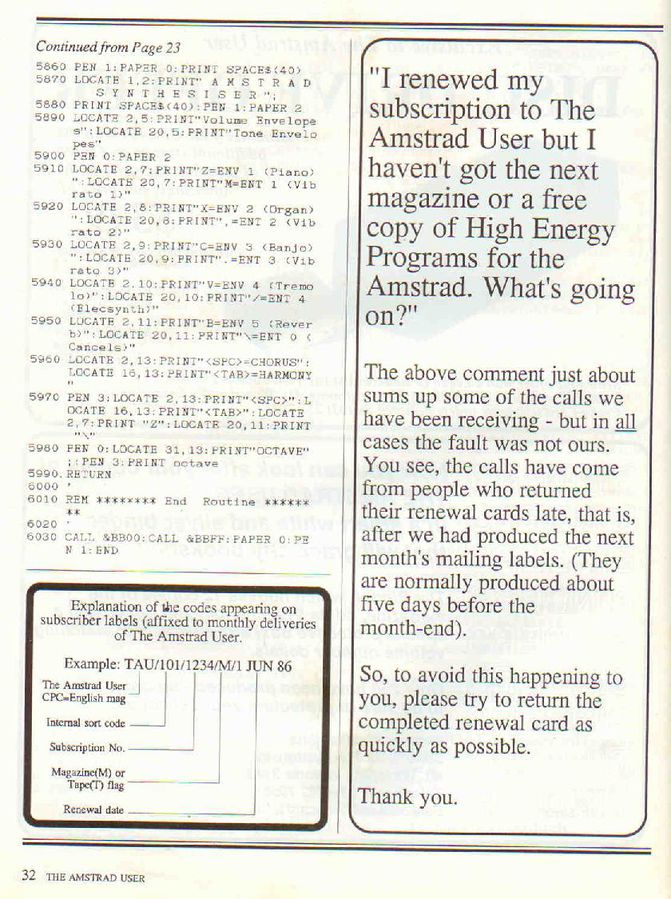 Continued from Page 23
5860 PEN 1:PAPER 0:PRINT SPACE$(40)
5870 LOCATE 1,2:PRINT" A M S T R A D
S Y N T H E S I S E R ";
5880 PRINT SPACE$(40):PEN 1:PAPER 2
5890 LOCATE 2,5:PRINT"Volume Envelope
s":LOCATE 20,5:PRINT"Tone Envelo
pes"
5900 PEN 0:PAPER 2
5910 LOCATE 2,7:PRINT"Z=ENV 1 (Piano)
":LOCATE 20,7:PRINT"M=ENT 1 (Vib
rato 1)"
5920 LOCATE 2,8:PRINT"X=ENV 2 (Organ)
":LOCATE 20,8:PRINT",=ENT 2 (Vib
rato 2)"
5930 LOCATE 2,9:PRINT"C=ENV 3 (Banjo)
":LOCATE 20,9:PRINT".=ENT 3 (Vib
rato 3)"
5940 LOCATE 2,10:PRINT"V=ENV 4 (Tremo
lo)":LOCATE 20,10:PRINT"/=ENT 4
(Elecsynth)"
5950 LOCATE 2,11:PRINT"B=ENV 5 (Rever
b)":LOCATE 20,11:PRINT"\=ENT 0 (
Cancels)"
5960 LOCATE 2,13:PRINT"<SPC>=CHORUS":
LOCATE 16,13:PRINT"<TAB>=HARMONY
"
5970 PEN 3:LOCATE 2,13:PRINT"<SPC>":L
OCATE 16,13:PRINT"<TAB>":LOCATE
2,7:PRINT "Z":LOCATE 20,11:PRINT
"\"
5980 PEN 0:LOCATE 31,13:PRINT"OCTAVE"
;:PEN 3:PRINT octave
5990 RETURN
6000 '
6010 REM ******** End Routine ******
**
6020 '
6030 CALL &BB00:CALL &BBFF:PAPER 0:PE
N 1:END
Explanation of the codes appearing on
subscriber labels (affixed to monthly deliveries
of The Amstrad User.
Example: TAU/101/1234/M/1 JUN 86
The Amstrad User
CPC=English mag
Internal sort code
Subscription No.
Magazine(M) or
Tape(T) flag
Renewal date
"I renewed my
subscription to The
Amstrad User but I
haven't got the next
magazine or a free
copy of High Energy
Programs for the
Amstrad. What's going
on?"
The above comment just about
sums up some of the calls we
have been receiving - but in all
cases the fault was not ours.
You see, the calls have come
from people who returned
their renewal cards late, that is,
after we had produced the next
month's mailing labels. (They
are normally produced about
five days before the
month-end).
So, to avoid this happening to
you, please try to return the
completed renewal card as
quickly as possible.
Thank you.
32 THE AMSTRAD USER